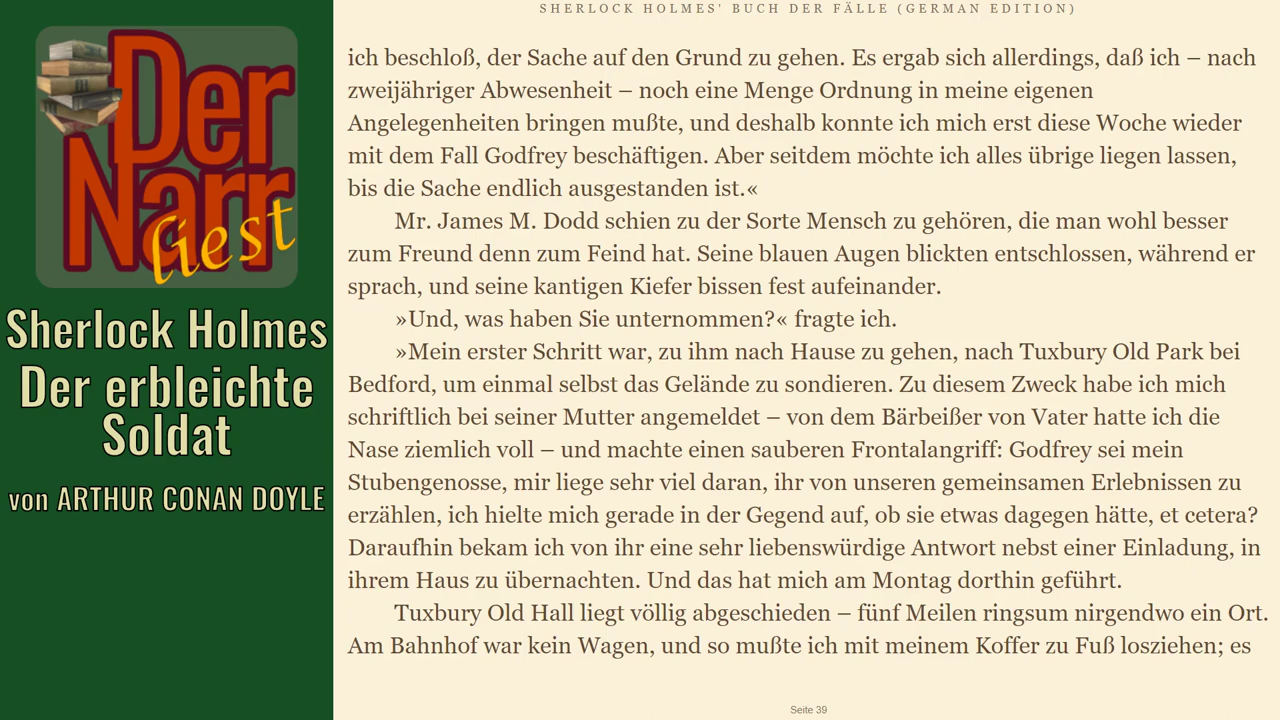 Der
Narr
liest
Sherlock Holmes
Der erbleichte
Soldat
von ARTHUR CONAN DOYLE
SHERLOCK HOLMES' BUCH DER FÄLLE (GERMAN EDITION)
ich beschloß, der Sache auf den Grund zu gehen. Es ergab sich allerdings, daß ich – nach
zweijähriger Abwesenheit – noch eine Menge Ordnung in meine eigenen
Angelegenheiten bringen mußte, und deshalb konnte ich mich erst diese Woche wieder
mit dem Fall Godfrey beschäftigen. Aber seitdem möchte ich alles übrige liegen lassen,
bis die Sache endlich ausgestanden ist.«
Mr. James M. Dodd schien zu der Sorte Mensch zu gehören, die man wohl besser
zum Freund denn zum Feind hat. Seine blauen Augen blickten entschlossen, während er
sprach, und seine kantigen Kiefer bissen fest aufeinander.
»Und, was haben Sie unternommen?« fragte ich.
»Mein erster Schritt war, zu ihm nach Hause zu gehen, nach Tuxbury Old Park bei
Bedford, um einmal selbst das Gelände zu sondieren. Zu diesem Zweck habe ich mich
schriftlich bei seiner Mutter angemeldet – von dem Bärbeißer von Vater hatte ich die
Nase ziemlich voll – und machte einen sauberen Frontalangriff: Godfrey sei mein
Stubengenosse, mir liege sehr viel daran, ihr von unseren gemeinsamen Erlebnissen zu
erzählen, ich hielte mich gerade in der Gegend auf, ob sie etwas dagegen hätte, et cetera?
Daraufhin bekam ich von ihr eine sehr liebenswürdige Antwort nebst einer Einladung, in
ihrem Haus zu übernachten. Und das hat mich am Montag dorthin geführt.
Tuxbury Old Hall liegt völlig abgeschieden – fünf Meilen ringsum nirgendwo ein Ort.
Am Bahnhof war kein Wagen, und so mußte ich mit meinem Koffer zu Fuß losziehen; es
Seite 39